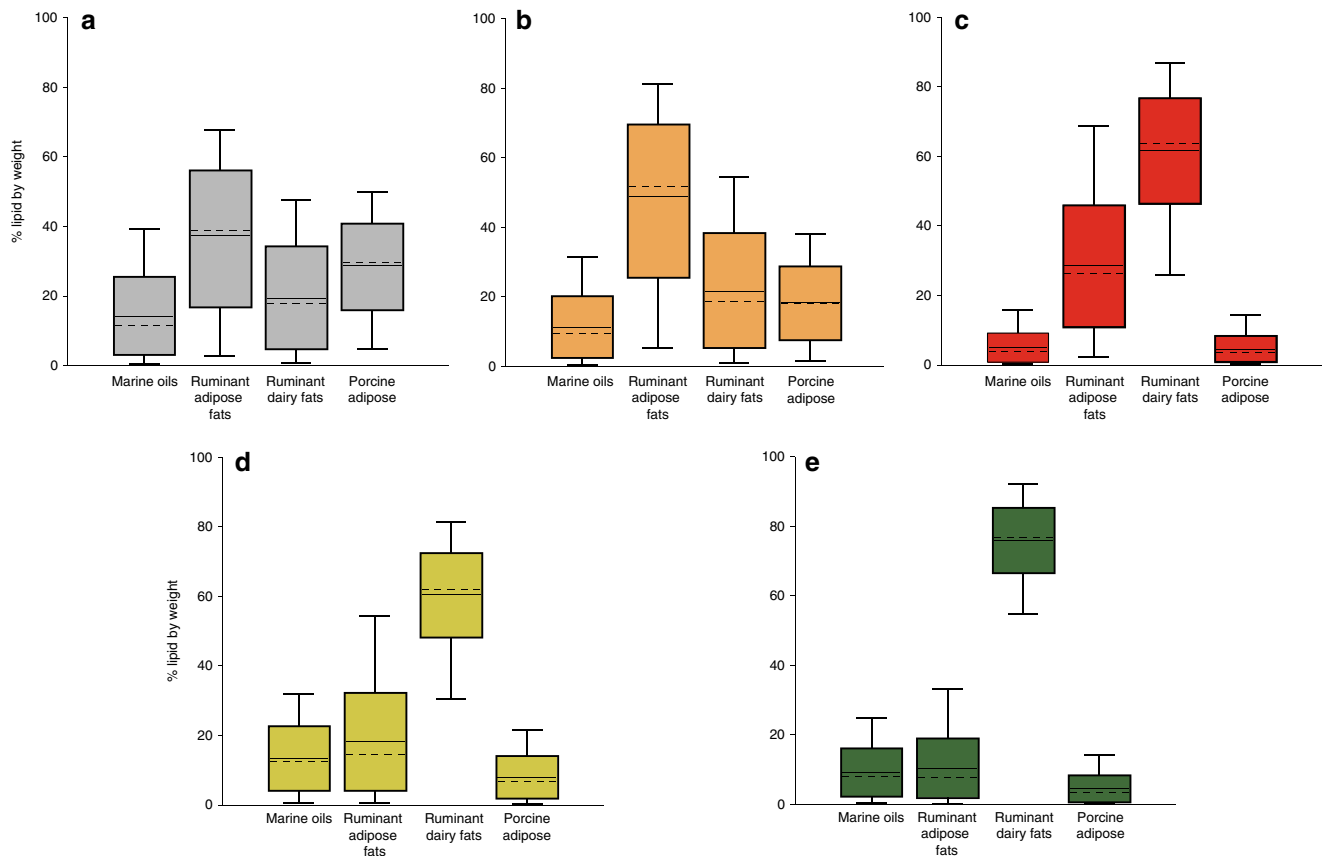 a
100
80
60
40
20
0
% lipid by weight
Marine oils
Ruminant
adipose
fats
Ruminant
dairy fats
Porcine
adipose
b
100
80
60
40
20
0
Marine oils
Ruminant
adipose
fats
Ruminant
dairy fats
Porcine
adipose
c
100
80
60
40
20
0
Marine oils
Ruminant
adipose
fats
Ruminant
dairy fats
Porcine
adipose
d
100
80
60
40
20
0
% lipid by weight
Marine oils
Ruminant
adipose
fats
Ruminant
dairy fats
Porcine
adipose
e
100
80
60
40
20
0
Marine oils
Ruminant
adipose
fats
Ruminant
dairy fats
Porcine
adipose